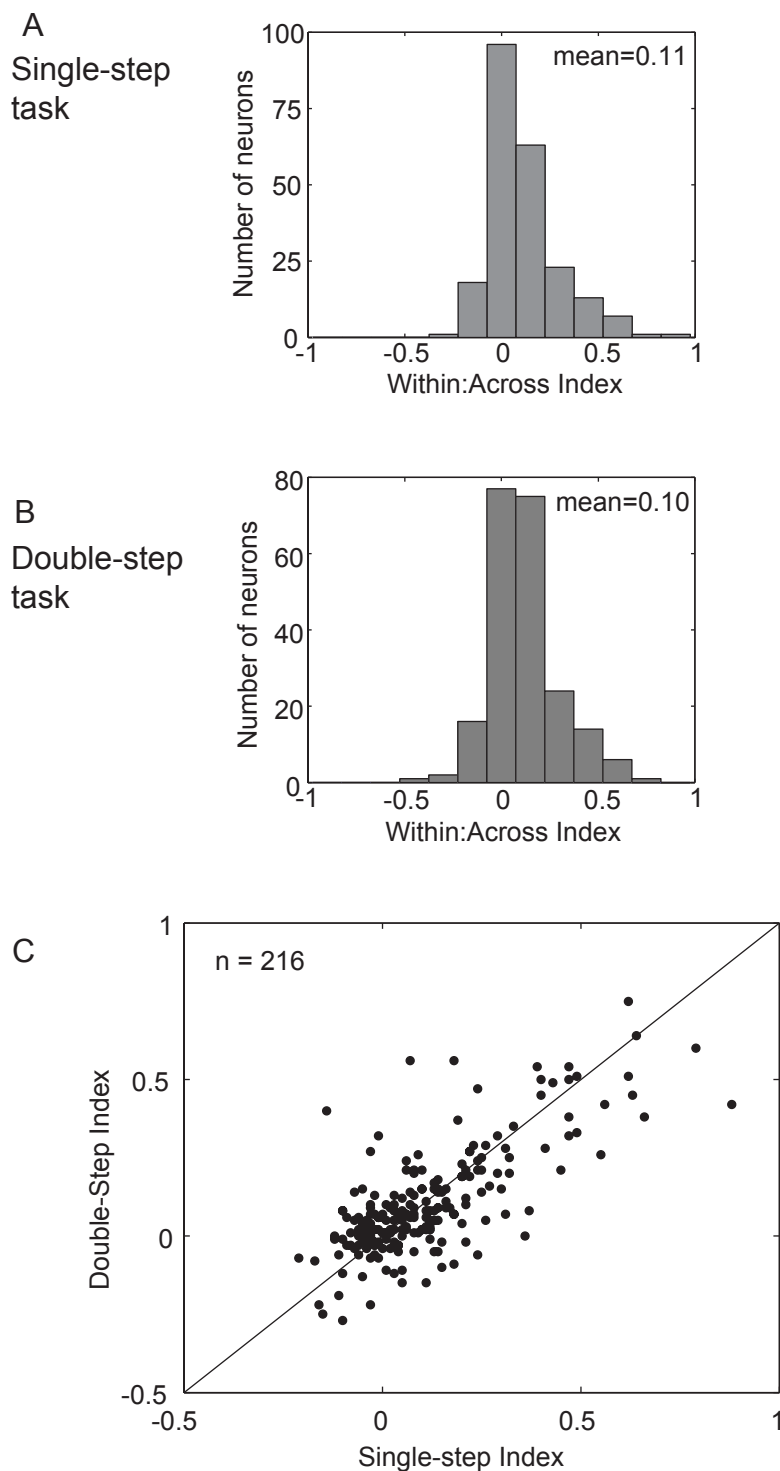 A
Single-step
task
mean=0.11
Number of neurons
100
75
50
25
0
-1
-0.5
0
0.5
1
Within:Across Index
B
Double-step
task
mean=0.10
Number of neurons
80
60
40
20
0
-1
-0.5
0
0.5
1
Within:Across Index
C
n = 216
Double-Step Index
1
0.5
0
-0.5
-0.5
0
0.5
1
Single-step Index